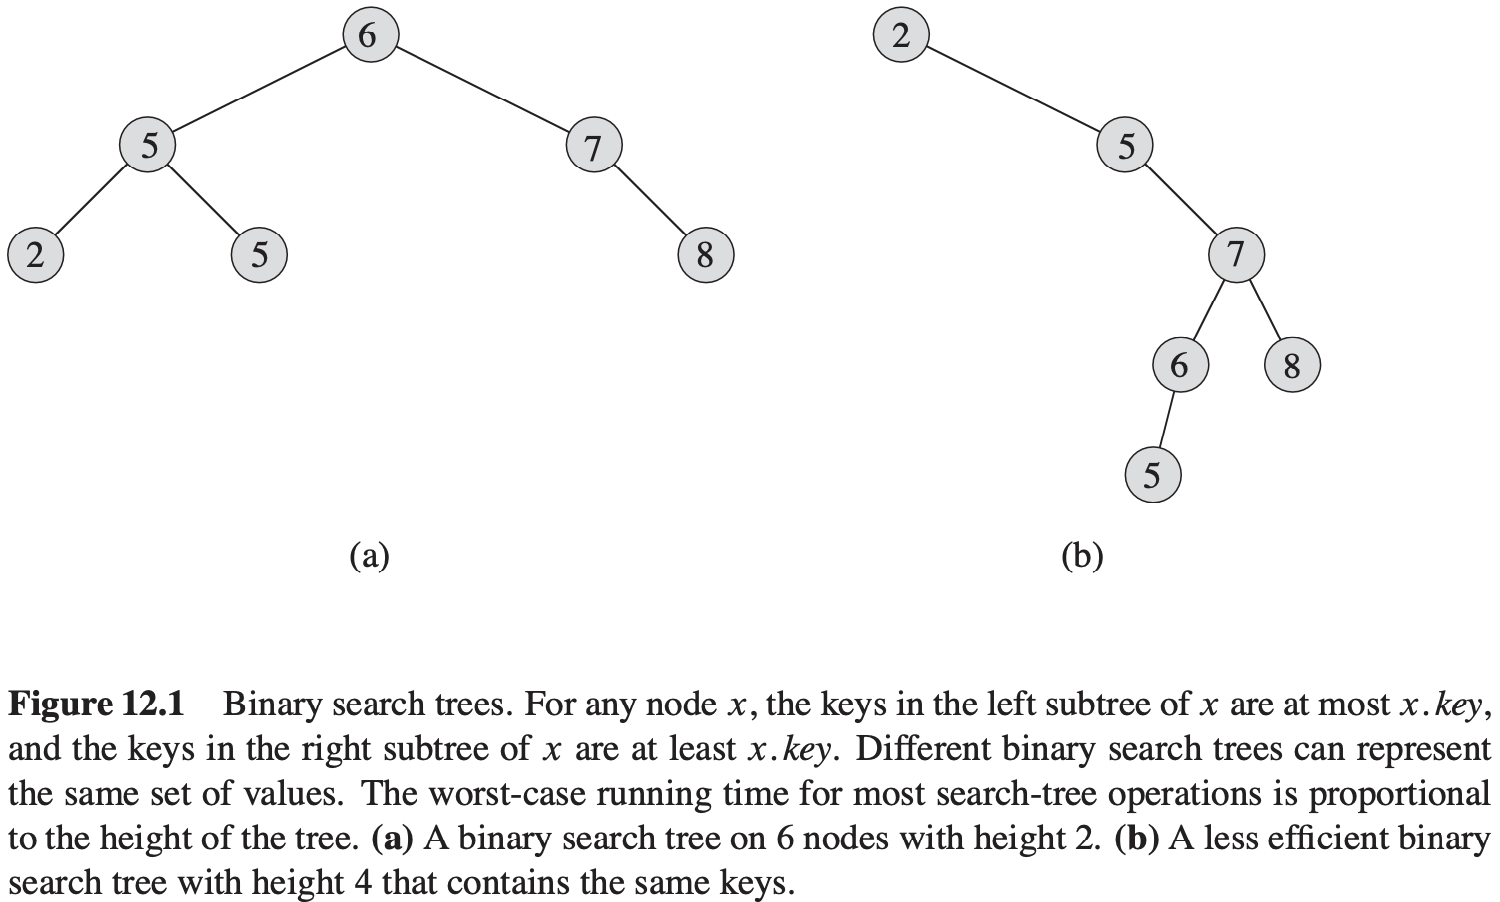 6
5
7
2
5
8
(a)
2
5
7
6
8
5
(b)
Figure 12.1 Binary search trees. For any node x, the keys in the left subtree of x are at most x.key,
and the keys in the right subtree of x are at least x.key. Different binary search trees can represent
the same set of values. The worst-case running time for most search-tree operations is proportional
to the height of the tree. (a) A binary search tree on 6 nodes with height 2. (b) A less efficient binary
search tree with height 4 that contains the same keys.